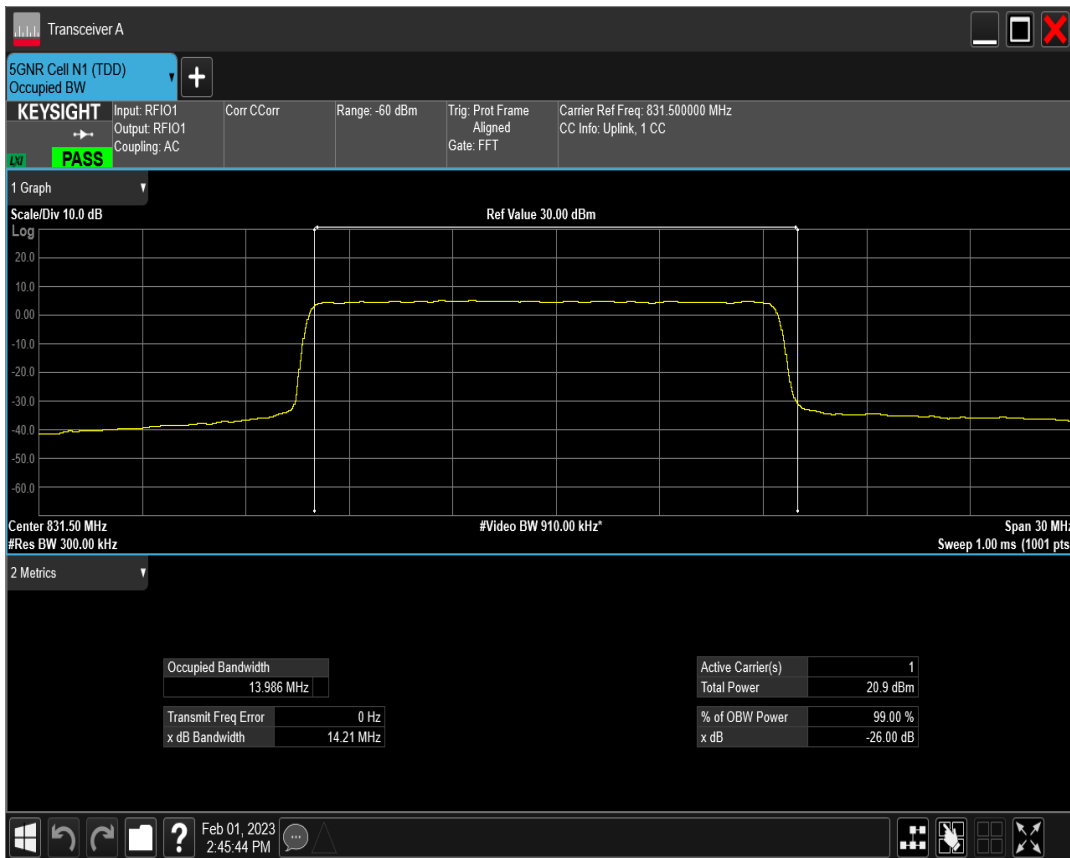 Transceiver A
5GNR Cell N1 (TDD)
Occupied BW
KEYSIGHT
LXI
PASS
Input: RFIO1
Output: RFIO1
Coupling: AC
Corr CCorr
Range: -60 dBm
Trig: Prot Frame
Aligned
Gate: FFT
Carrier Ref Freq: 831.500000 MHz
CC Info: Uplink, 1 CC
1 Graph
Scale/Div 10.0 dB
Ref Value 30.00 dBm
Log
20.0
10.0
0.00
-10.0
-20.0
-30.0
-40.0
-50.0
-60.0
Center 831.50 MHz
#Video BW 910.00 kHz*
Span 30 MHz
#Res BW 300.00 kHz
Sweep 1.00 ms (1001 pts
2 Metrics
Occupied Bandwidth
13.986 MHz
Transmit Freq Error 0 Hz
x dB Bandwidth 14.21 MHz
Active Carrier(s) 1
Total Power 20.9 dBm
% of OBW Power 99.00 %
x dB -26.00 dB
?
Feb 01, 2023
2:45:44 PM